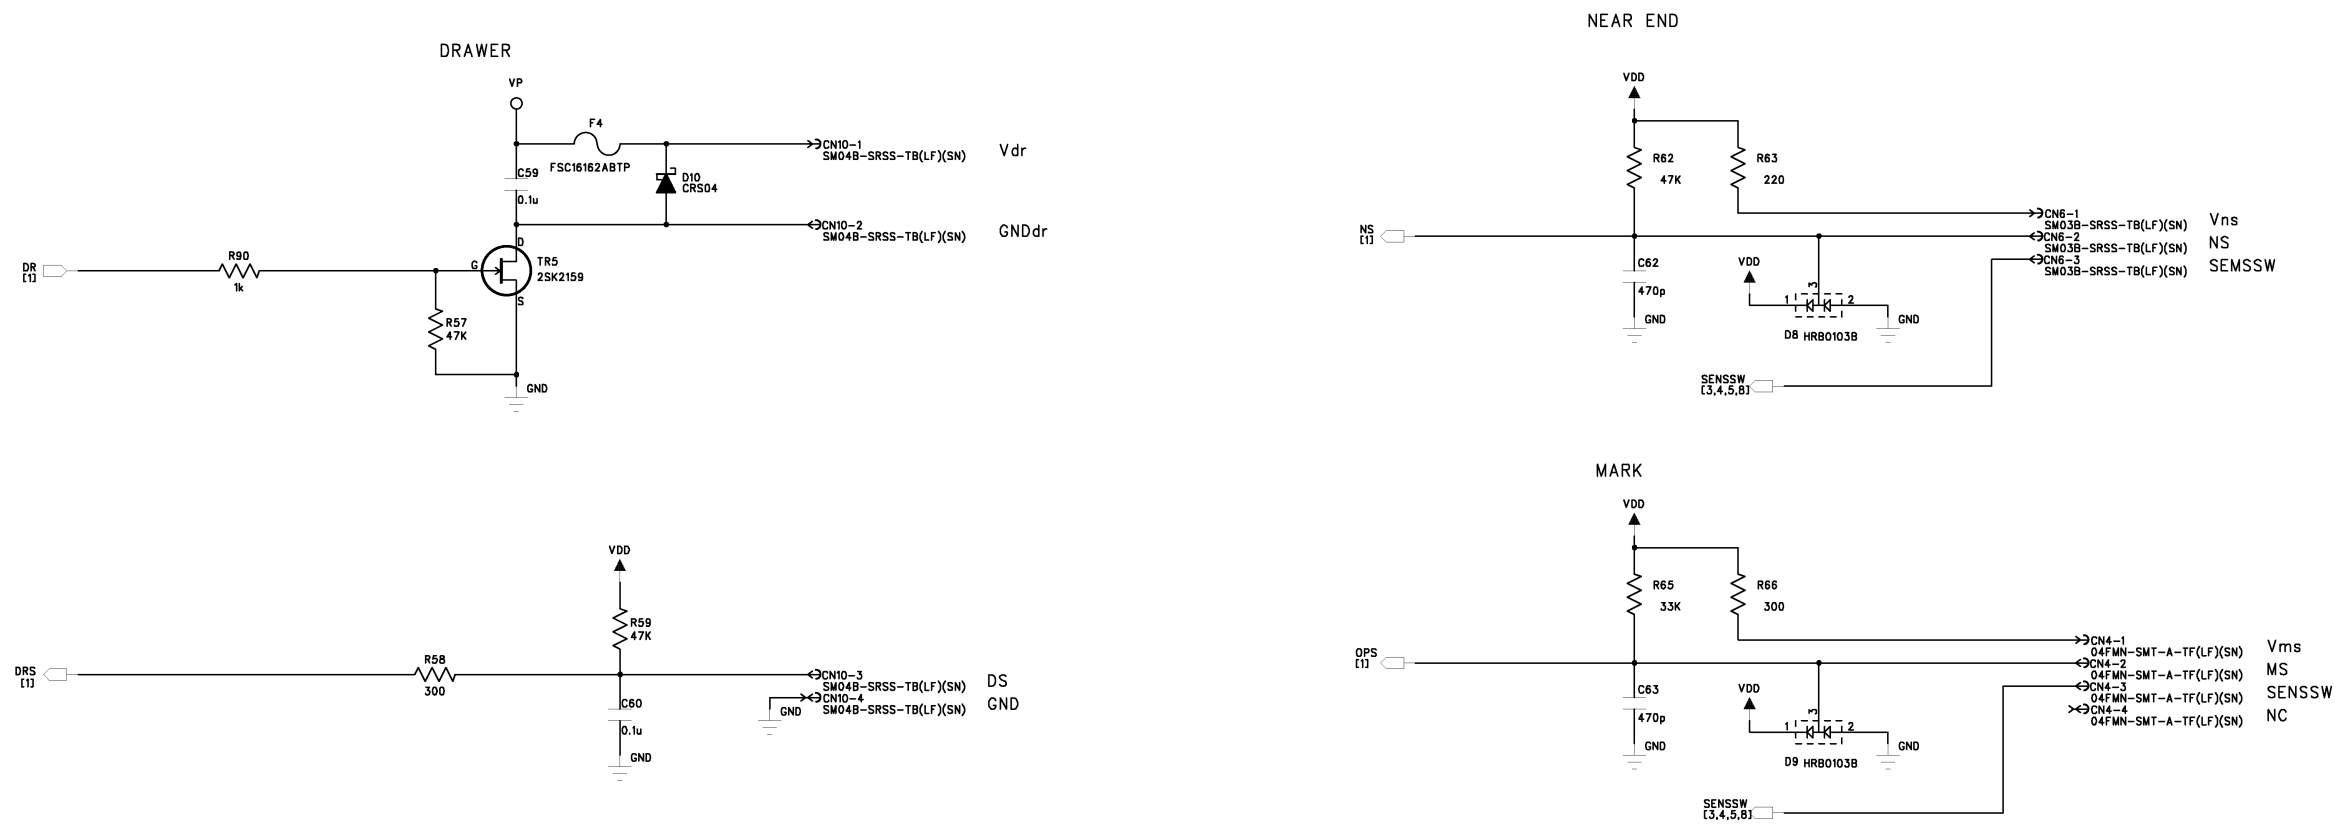 DRAWER
VP
F4
FSC16162ABTP
C59
0.1u
D10
CRS04
CN10-1
SM04B-SRSS-TB(LF)(SN)
Vdr
CN10-2
SM04B-SRSS-TB(LF)(SN)
GNDdr
DR
[1]
R90
1k
G
D
S
TR5
2SK2159
R57
47K
GND
VDD
R59
47K
DRS
[1]
R58
300
C60
0.1u
GND
CN10-3
SM04B-SRSS-TB(LF)(SN)
DS
GND
CN10-4
SM04B-SRSS-TB(LF)(SN)
GND
NEAR END
VDD
R62
47K
R63
220
NS
[1]
CN6-1
SM03B-SRSS-TB(LF)(SN)
Vns
CN6-2
SM03B-SRSS-TB(LF)(SN)
NS
CN6-3
SM03B-SRSS-TB(LF)(SN)
SEMSSW
C62
470p
GND
VDD
1
3
2
D8 HRB0103B
GND
SENSSW
[3,4,5,8]
MARK
VDD
R65
33K
R66
300
OPS
[1]
CN4-1
04FMN-SMT-A-TF(LF)(SN)
Vms
CN4-2
04FMN-SMT-A-TF(LF)(SN)
MS
CN4-3
04FMN-SMT-A-TF(LF)(SN)
SENSSW
CN4-4
04FMN-SMT-A-TF(LF)(SN)
NC
C63
470p
GND
VDD
1
3
2
D9 HRB0103B
GND
SENSSW
[3,4,5,8]